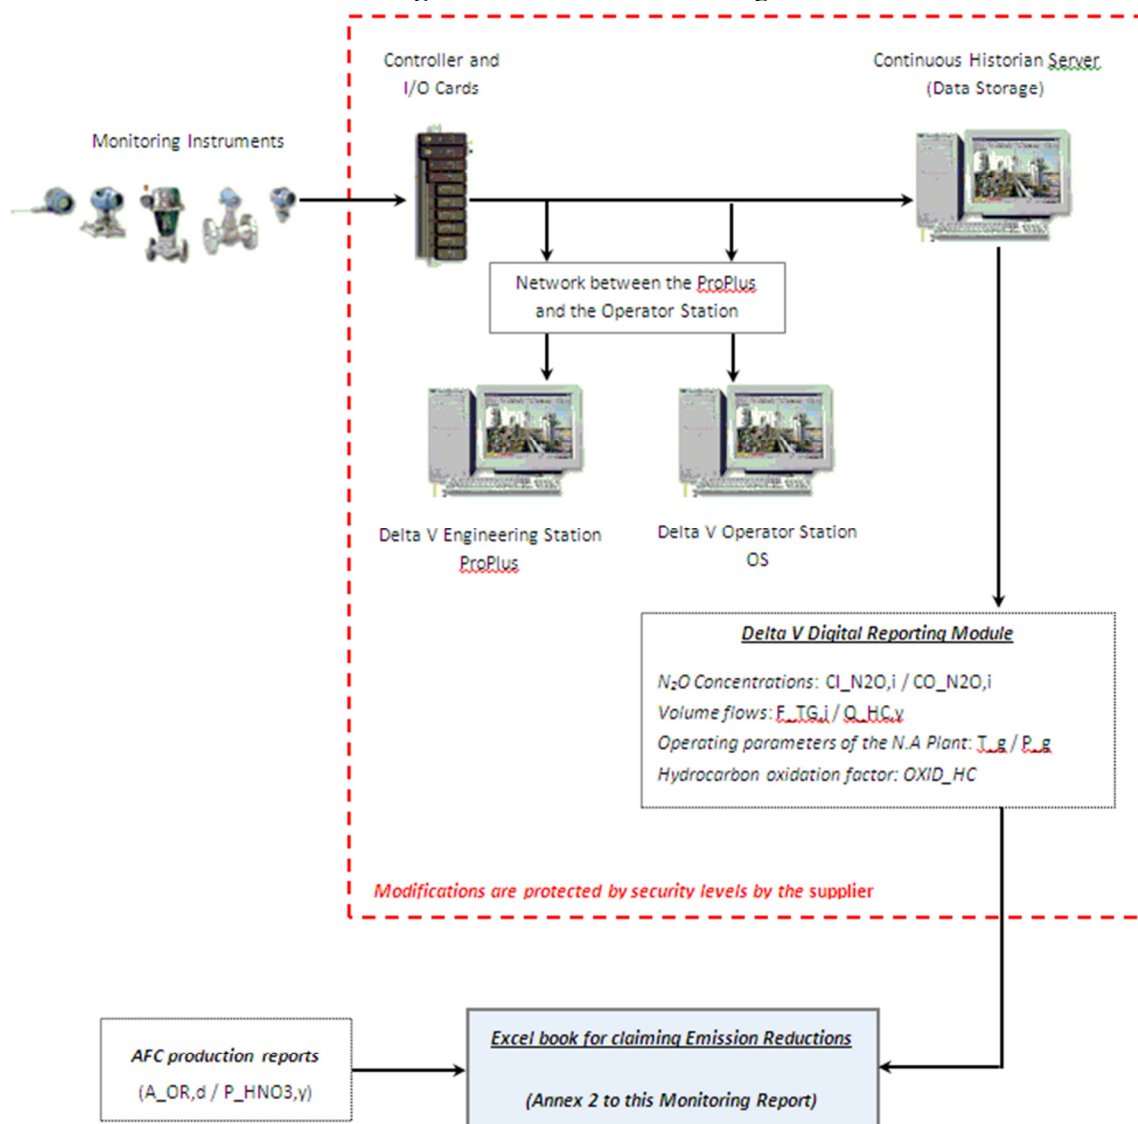 Controller and
I/O Cards
Continuous Historian Server
(Data Storage)
Monitoring Instruments
Network between the ProPlus
and the Operator Station
Delta V Engineering Station
ProPlus
Delta V Operator Station
OS
Delta V Digital Reporting Module
N₂O Concentrations: CI_N2O,i / CO_N2O,i
Volume flows: F_TG,i / Q_HC,y
Operating parameters of the N.A Plant: T_g / P_g
Hydrocarbon oxidation factor: OXID_HC
Modifications are protected by security levels by the supplier
AFC production reports
(A_OR,d / P_HNO3,y)
Excel book for claiming Emission Reductions
(Annex 2 to this Monitoring Report)